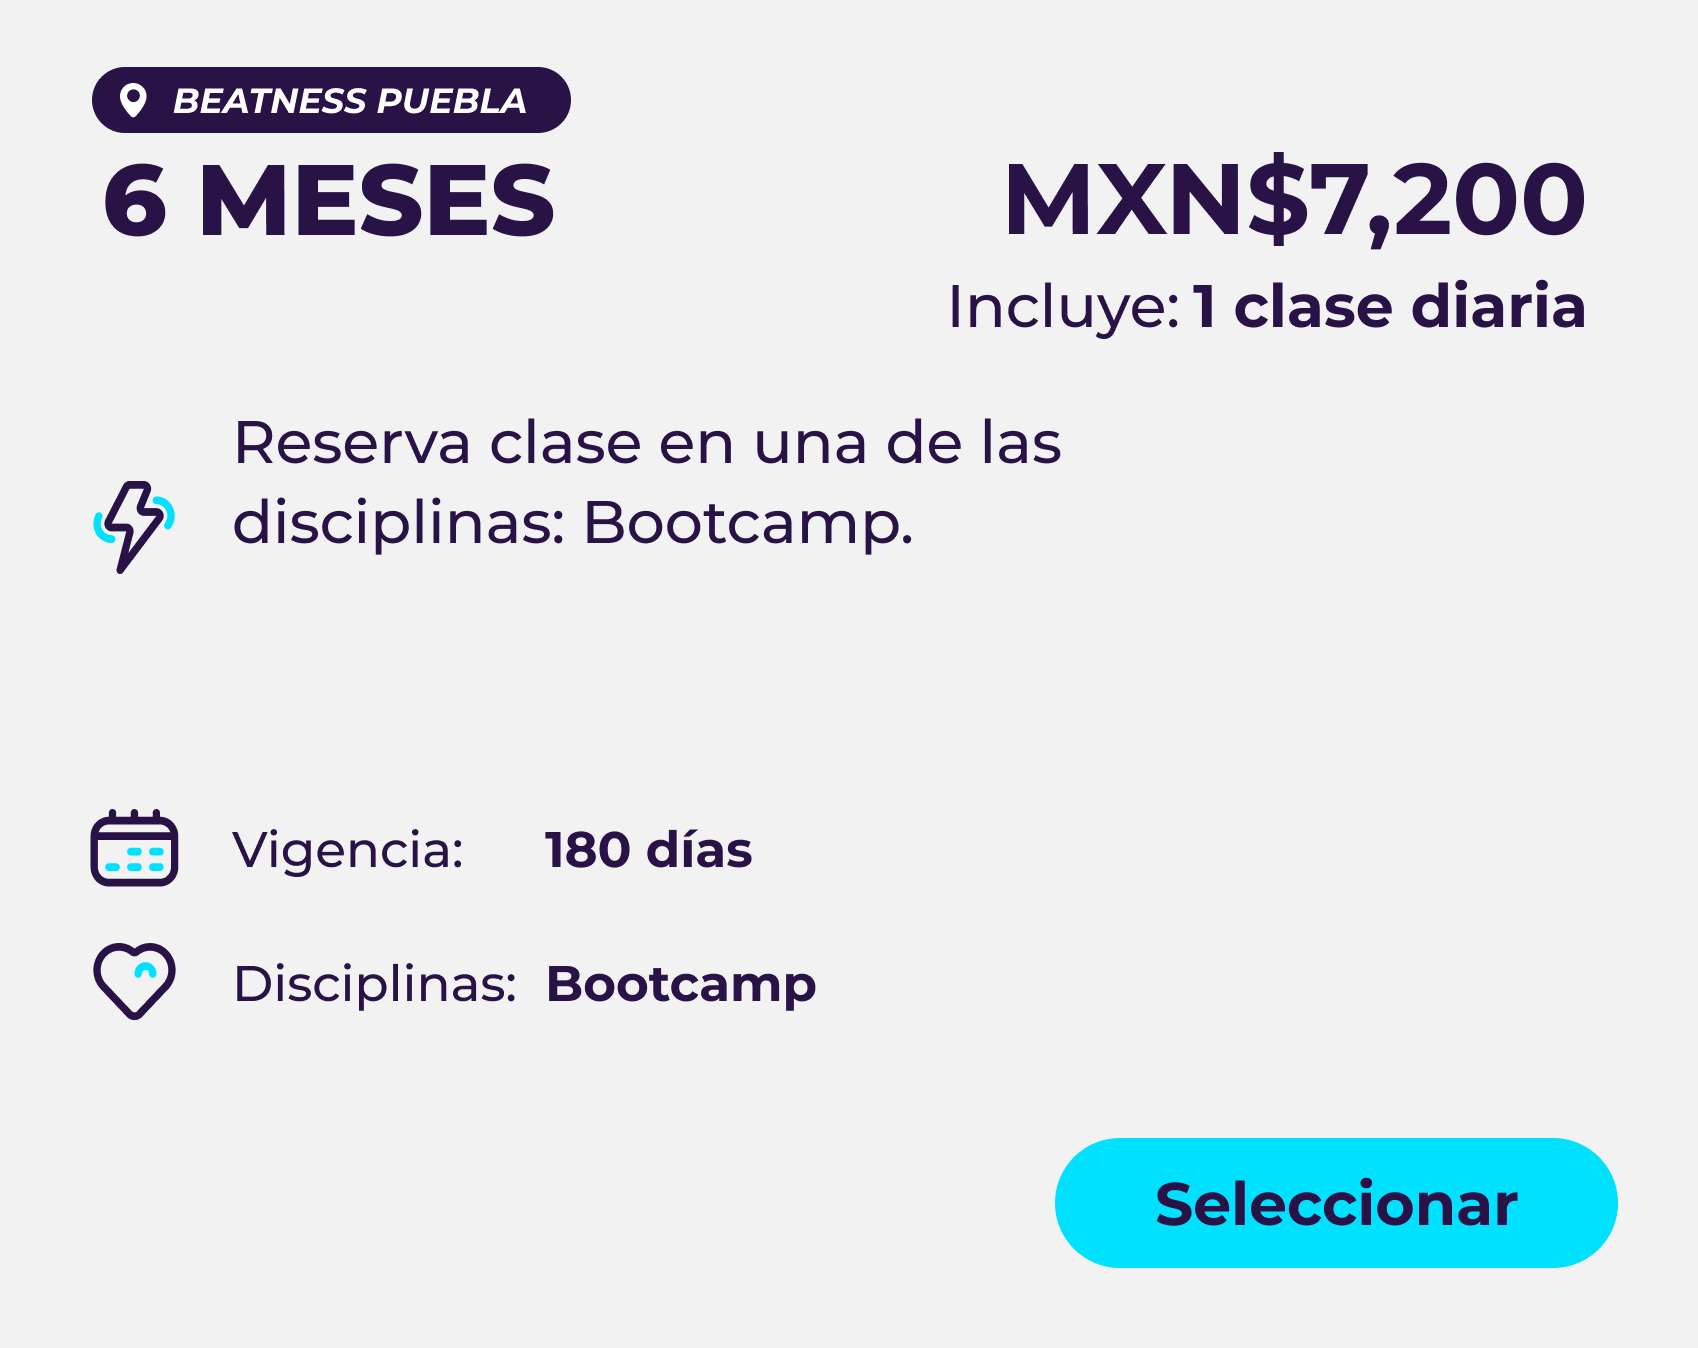 BEATNESS PUEBLA
6 MESES
MXN$7,200
Incluye: 1 clase diaria
Reserva clase en una de las
disciplinas: Bootcamp.
Vigencia: 180 días
Disciplinas: Bootcamp
Seleccionar